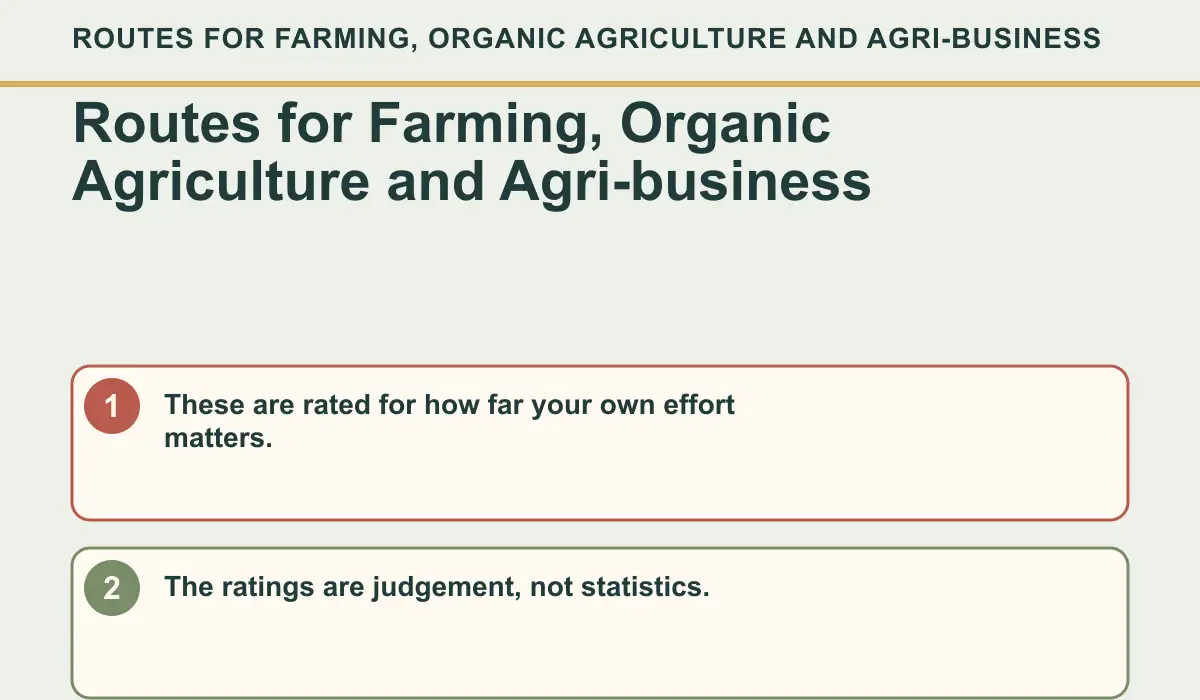 ROUTES FOR FARMING, ORGANIC AGRICULTURE AND AGRI-BUSINESS
Routes for Farming, Organic
Agriculture and Agri-business
1
These are rated for how far your own effort
matters.
2
The ratings are judgement, not statistics.